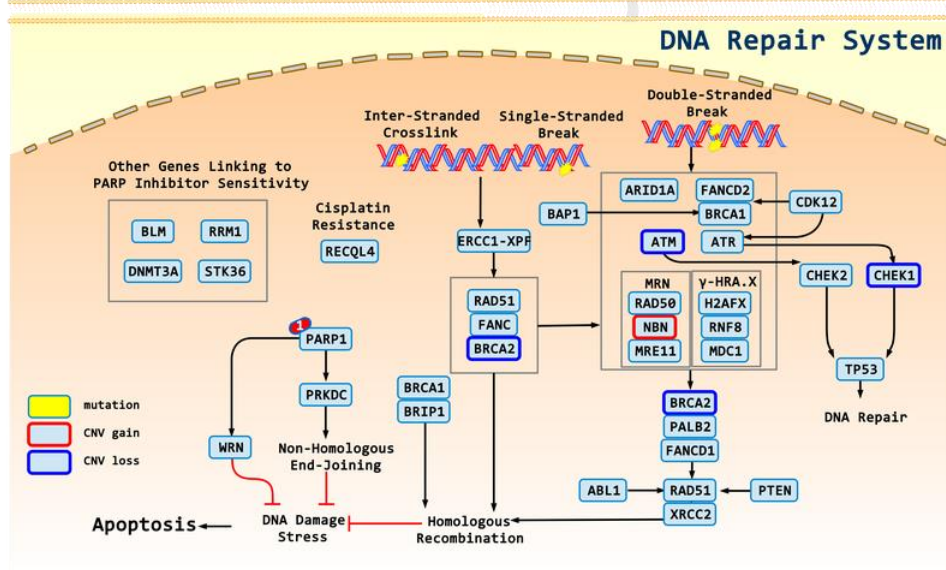 DNA Repair System
Double-Stranded
Break
Inter-Stranded
Crosslink
Single-Stranded
Break
Other Genes Linking to
PARP Inhibitor Sensitivity
BLM
RRM1
DNMT3A
STK36
Cisplatin
Resistance
RECQL4
ERCC1-XPF
BAP1
ARID1A
FANCD2
BRCA1
CDK12
ATM
ATR
CHEK2
CHEK1
RAD51
FANC
BRCA2
MRN
RAD50
NBN
MRE11
γ-HRA.X
H2AFX
RNF8
MDC1
1
PARP1
PRKDC
WRN
Non-Homologous
End-Joining
BRCA1
BRIP1
TP53
DNA Repair
BRCA2
PALB2
FANCD1
ABL1
RAD51
XRCC2
PTEN
mutation
CNV gain
CNV loss
Apoptosis
DNA Damage
Stress
Homologous
Recombination